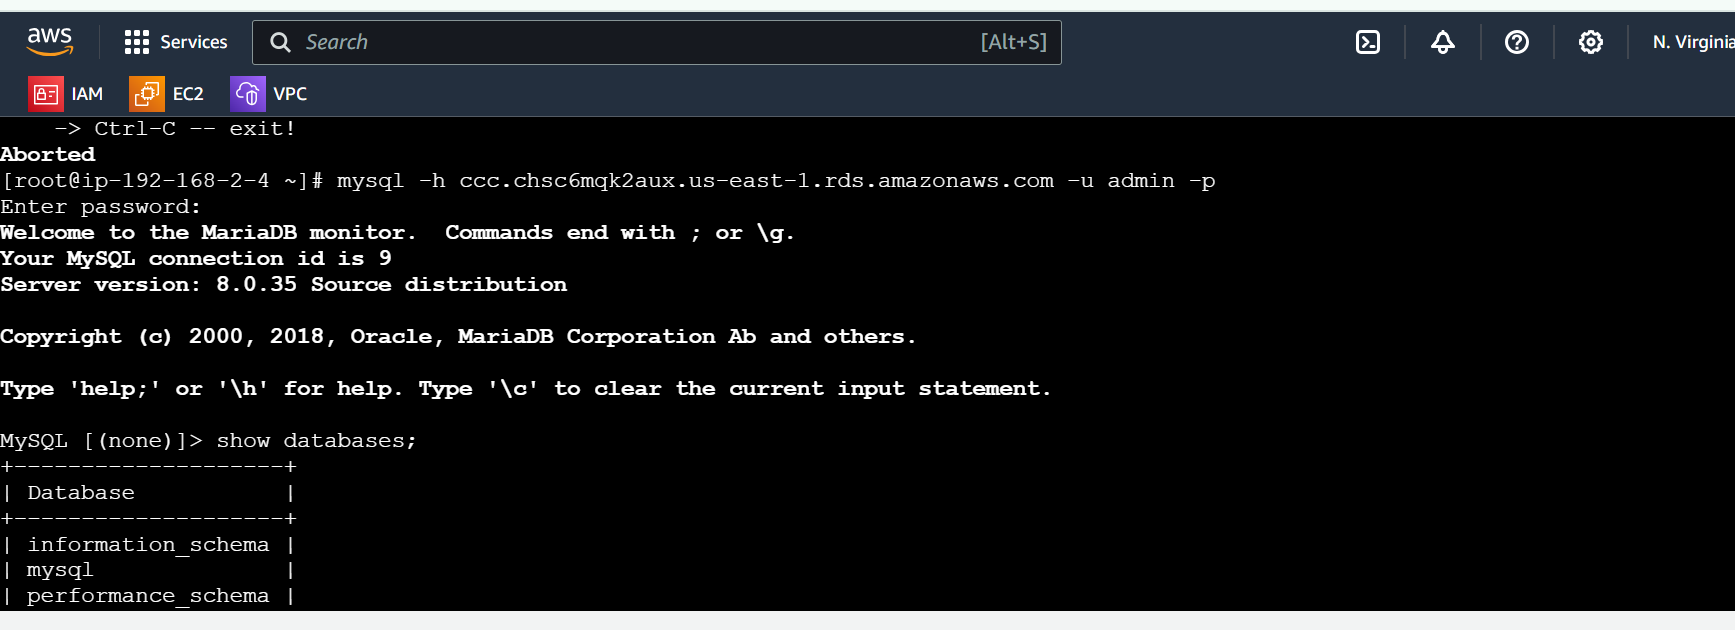 aws Services Search [Alt+S] N. Virginia
IAM EC2 VPC
-> Ctrl-C -- exit!
Aborted
[root@ip-192-168-2-4 ~]# mysql -h ccc.chsc6mqk2aux.us-east-1.rds.amazonaws.com -u admin -p
Enter password:
Welcome to the MariaDB monitor.  Commands end with ; or \g.
Your MySQL connection id is 9
Server version: 8.0.35 Source distribution
Copyright (c) 2000, 2018, Oracle, MariaDB Corporation Ab and others.
Type 'help;' or '\h' for help. Type '\c' to clear the current input statement.
MySQL [(none)]> show databases;
+--------------------+
| Database           |
+--------------------+
| information_schema |
| mysql              |
| performance_schema |